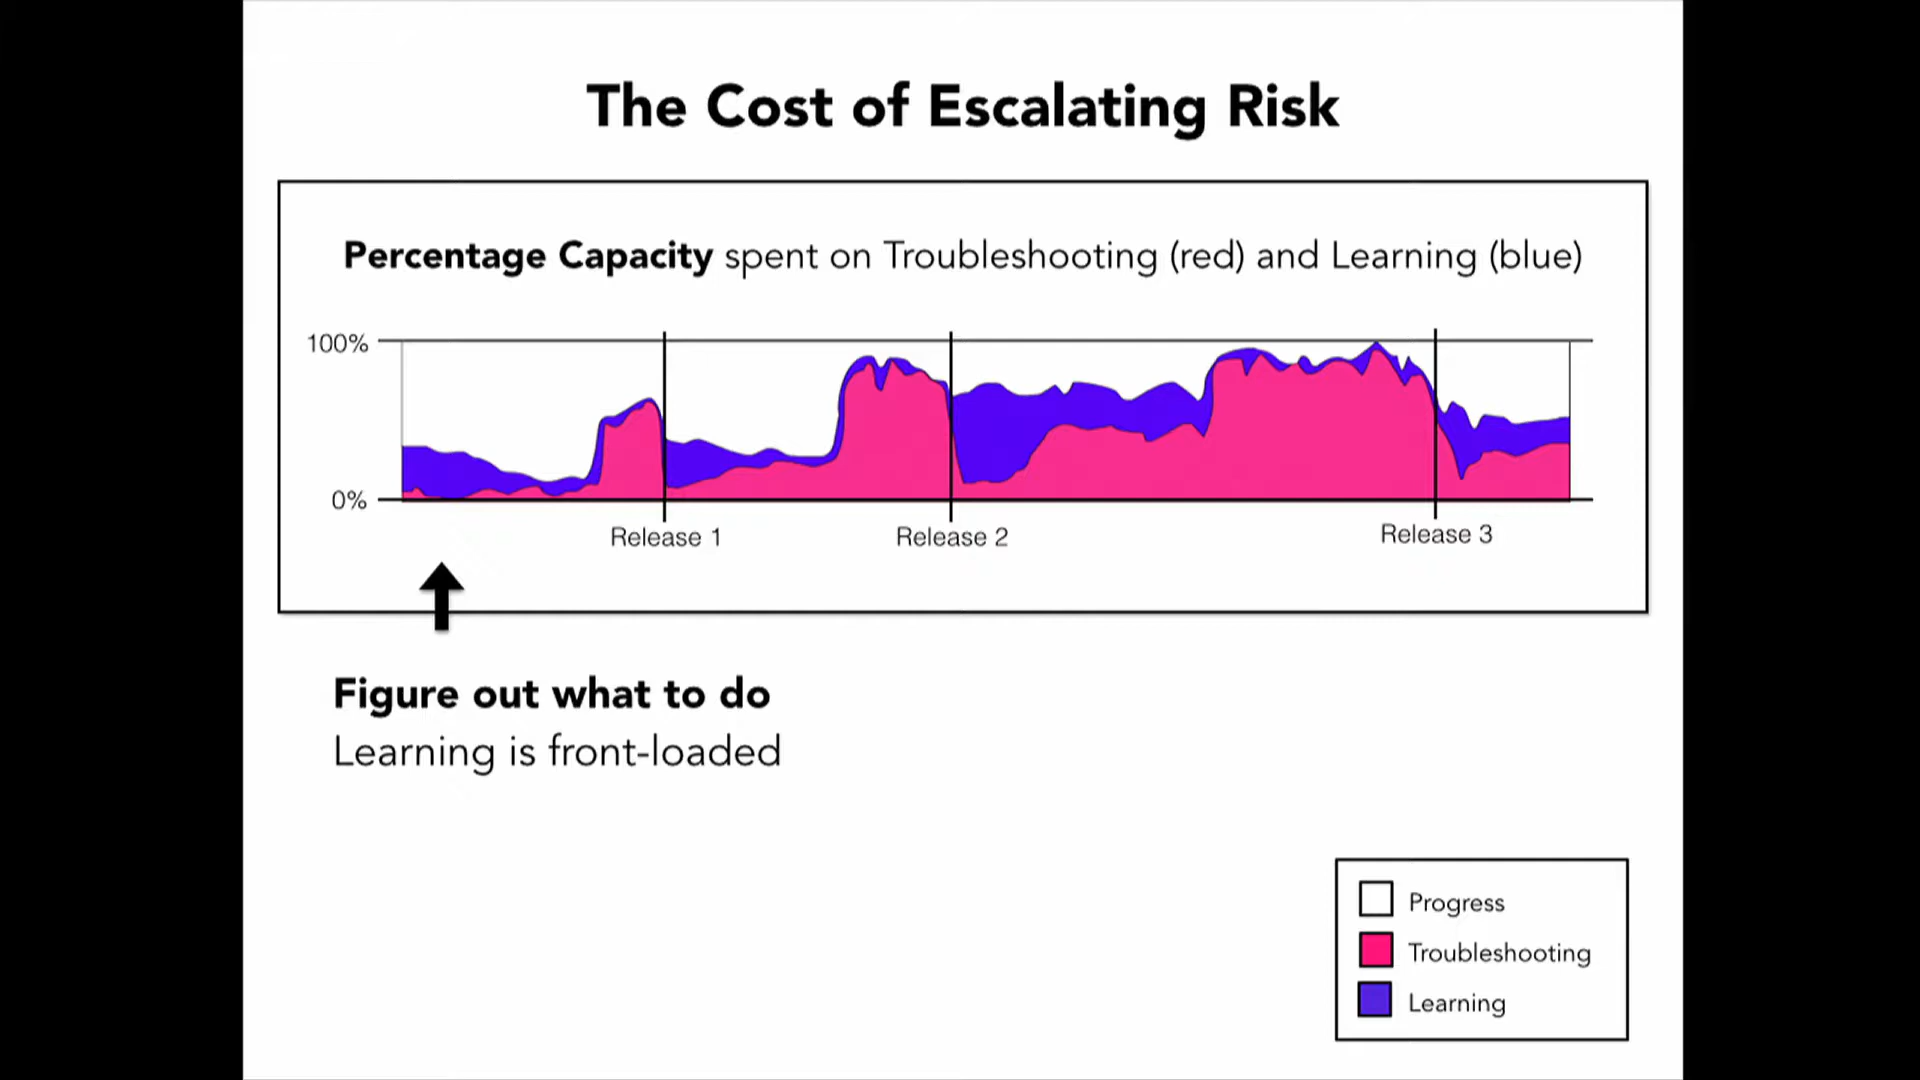 The Cost of Escalating Risk
Percentage Capacity spent on Troubleshooting (red) and Learning (blue)
100%
0%
Release 1
Release 2
Release 3
Figure out what to do
Learning is front-loaded
Progress
Troubleshooting
Learning